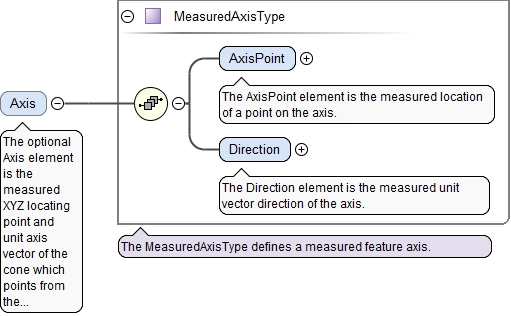 MeasuredAxisType
AxisPoint
The AxisPoint element is the measured location
of a point on the axis.
Axis
The optional
Axis element
is the
measured
XYZ locating
point and
unit axis
vector of the
cone which
points from
the...
Direction
The Direction element is the measured unit
vector direction of the axis.
The MeasuredAxisType defines a measured feature axis.